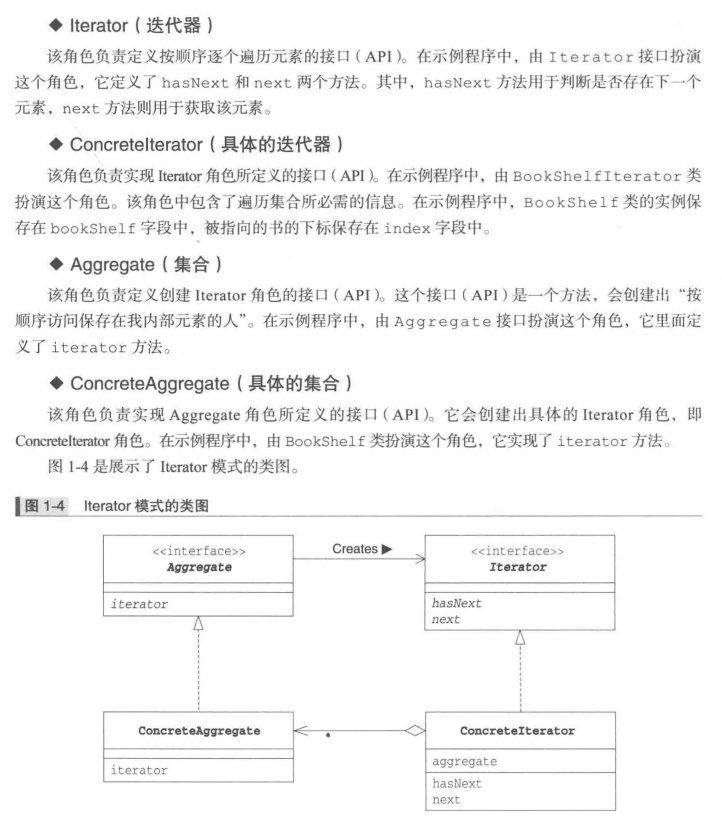 ◆ Iterator（迭代器）
该角色负责定义按顺序逐个遍历元素的接口（API）。在示例程序中，由 Iterator 接口扮演
这个角色，它定义了 hasNext 和 next 两个方法。其中，hasNext 方法用于判断是否存在下一个
元素，next 方法则用于获取该元素。
◆ ConcreteIterator（具体的迭代器）
该角色负责实现 Iterator 角色所定义的接口（API）。在示例程序中，由 BookShelfIterator 类
扮演这个角色。该角色中包含了遍历集合所必需的信息。在示例程序中，BookShelf 类的实例保
存在 bookShelf 字段中，被指向的书的下标保存在 index 字段中。
◆ Aggregate（集合）
该角色负责定义创建 Iterator 角色的接口（API）。这个接口（API）是一个方法，会创建出“按
顺序访问保存在我内部元素的人”。在示例程序中，由 Aggregate 接口扮演这个角色，它里面定
义了 iterator 方法。
◆ ConcreteAggregate（具体的集合）
该角色负责实现 Aggregate 角色所定义的接口（API）。它会创建出具体的 Iterator 角色，即
ConcreteIterator 角色。在示例程序中，由 BookShelf 类扮演这个角色，它实现了 iterator 方法。
图 1-4 是展示了 Iterator 模式的类图。
图 1-4 Iterator 模式的类图
<<interface>>
Aggregate
iterator
Creates ▶
<<interface>>
Iterator
hasNext
next
ConcreteAggregate
iterator
ConcreteIterator
aggregate
hasNext
next